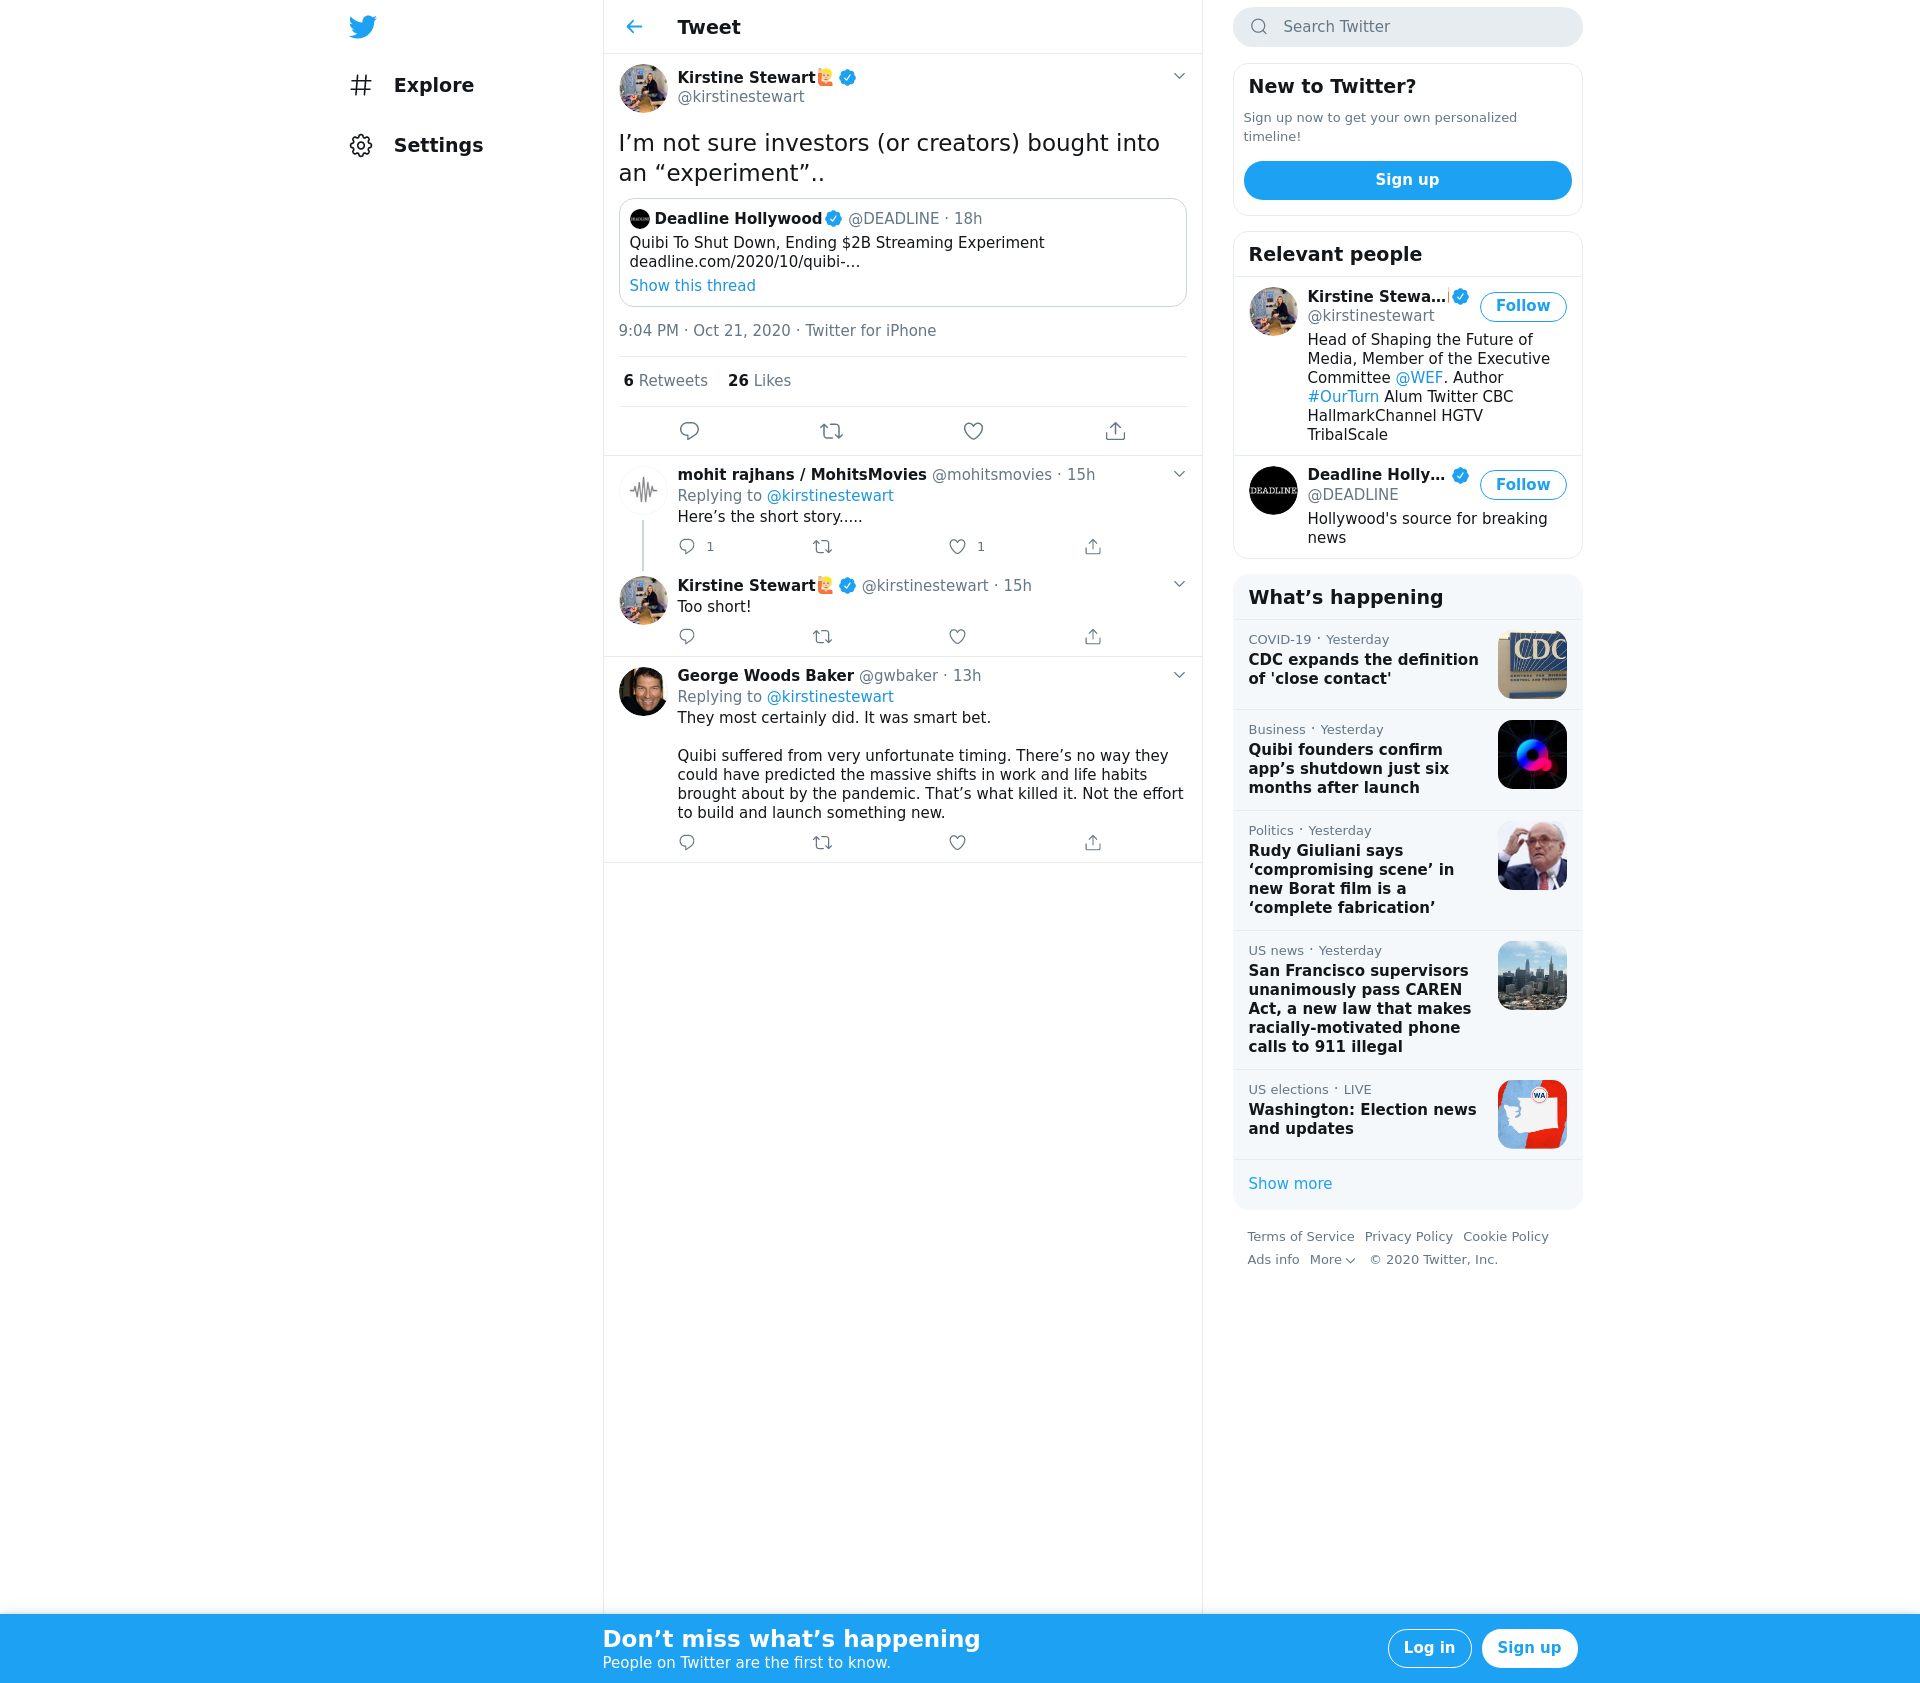 Explore
Settings
Tweet
Kirstine Stewart🙋🏼
@kirstinestewart
I’m not sure investors (or creators) bought into
an “experiment”..
DEADLINE
Deadline Hollywood @DEADLINE · 18h
Quibi To Shut Down, Ending $2B Streaming Experiment
deadline.com/2020/10/quibi-…
Show this thread
9:04 PM · Oct 21, 2020 · Twitter for iPhone
6 Retweets 26 Likes
mohit rajhans / MohitsMovies @mohitsmovies · 15h
Replying to @kirstinestewart
Here’s the short story.....
1 1
Kirstine Stewart🙋🏼 @kirstinestewart · 15h
Too short!
George Woods Baker @gwbaker · 13h
Replying to @kirstinestewart
They most certainly did. It was smart bet.
Quibi suffered from very unfortunate timing. There’s no way they
could have predicted the massive shifts in work and life habits
brought about by the pandemic. That’s what killed it. Not the effort
to build and launch something new.
Search Twitter
New to Twitter?
Sign up now to get your own personalized
timeline!
Sign up
Relevant people
Kirstine Stewa…
Follow
@kirstinestewart
Head of Shaping the Future of
Media, Member of the Executive
Committee @WEF. Author
#OurTurn Alum Twitter CBC
HallmarkChannel HGTV
TribalScale
DEADLINE
Deadline Holly…
Follow
@DEADLINE
Hollywood's source for breaking
news
What’s happening
COVID-19 · Yesterday
CDC expands the definition
of 'close contact'
CDC
Business · Yesterday
Quibi founders confirm
app’s shutdown just six
months after launch
Politics · Yesterday
Rudy Giuliani says
‘compromising scene’ in
new Borat film is a
‘complete fabrication’
US news · Yesterday
San Francisco supervisors
unanimously pass CAREN
Act, a new law that makes
racially-motivated phone
calls to 911 illegal
US elections · LIVE
Washington: Election news
and updates
WA
Show more
Terms of Service Privacy Policy Cookie Policy
Ads info More © 2020 Twitter, Inc.
Don’t miss what’s happening
People on Twitter are the first to know.
Log in
Sign up